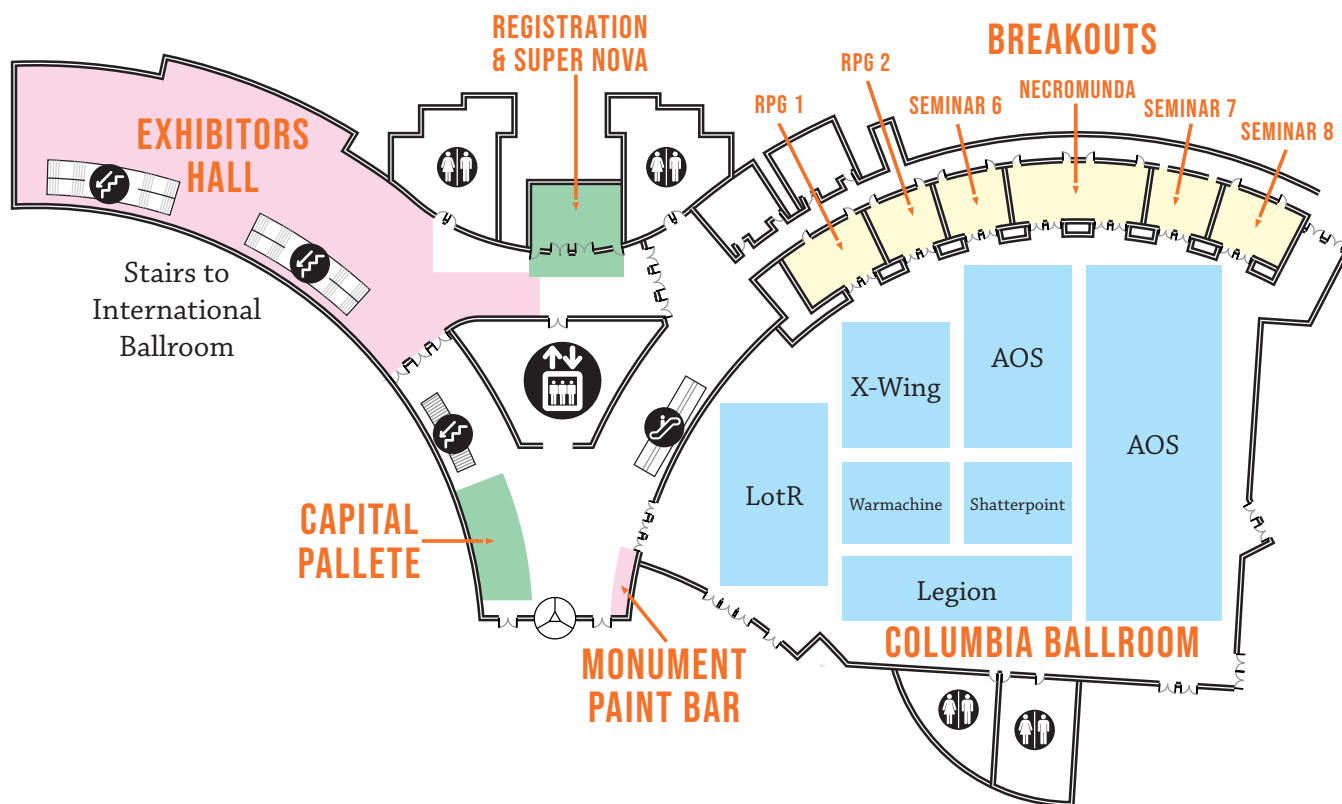 REGISTRATION
& SUPER NOVA
BREAKOUTS
RPG 1
RPG 2
SEMINAR 6
NECROMUNDA
SEMINAR 7
SEMINAR 8
EXHIBITORS
HALL
Stairs to
International
Ballroom
X-Wing
AOS
AOS
LotR
Warmachine
Shatterpoint
Legion
COLUMBIA BALLROOM
CAPITAL
PALLETE
MONUMENT
PAINT BAR